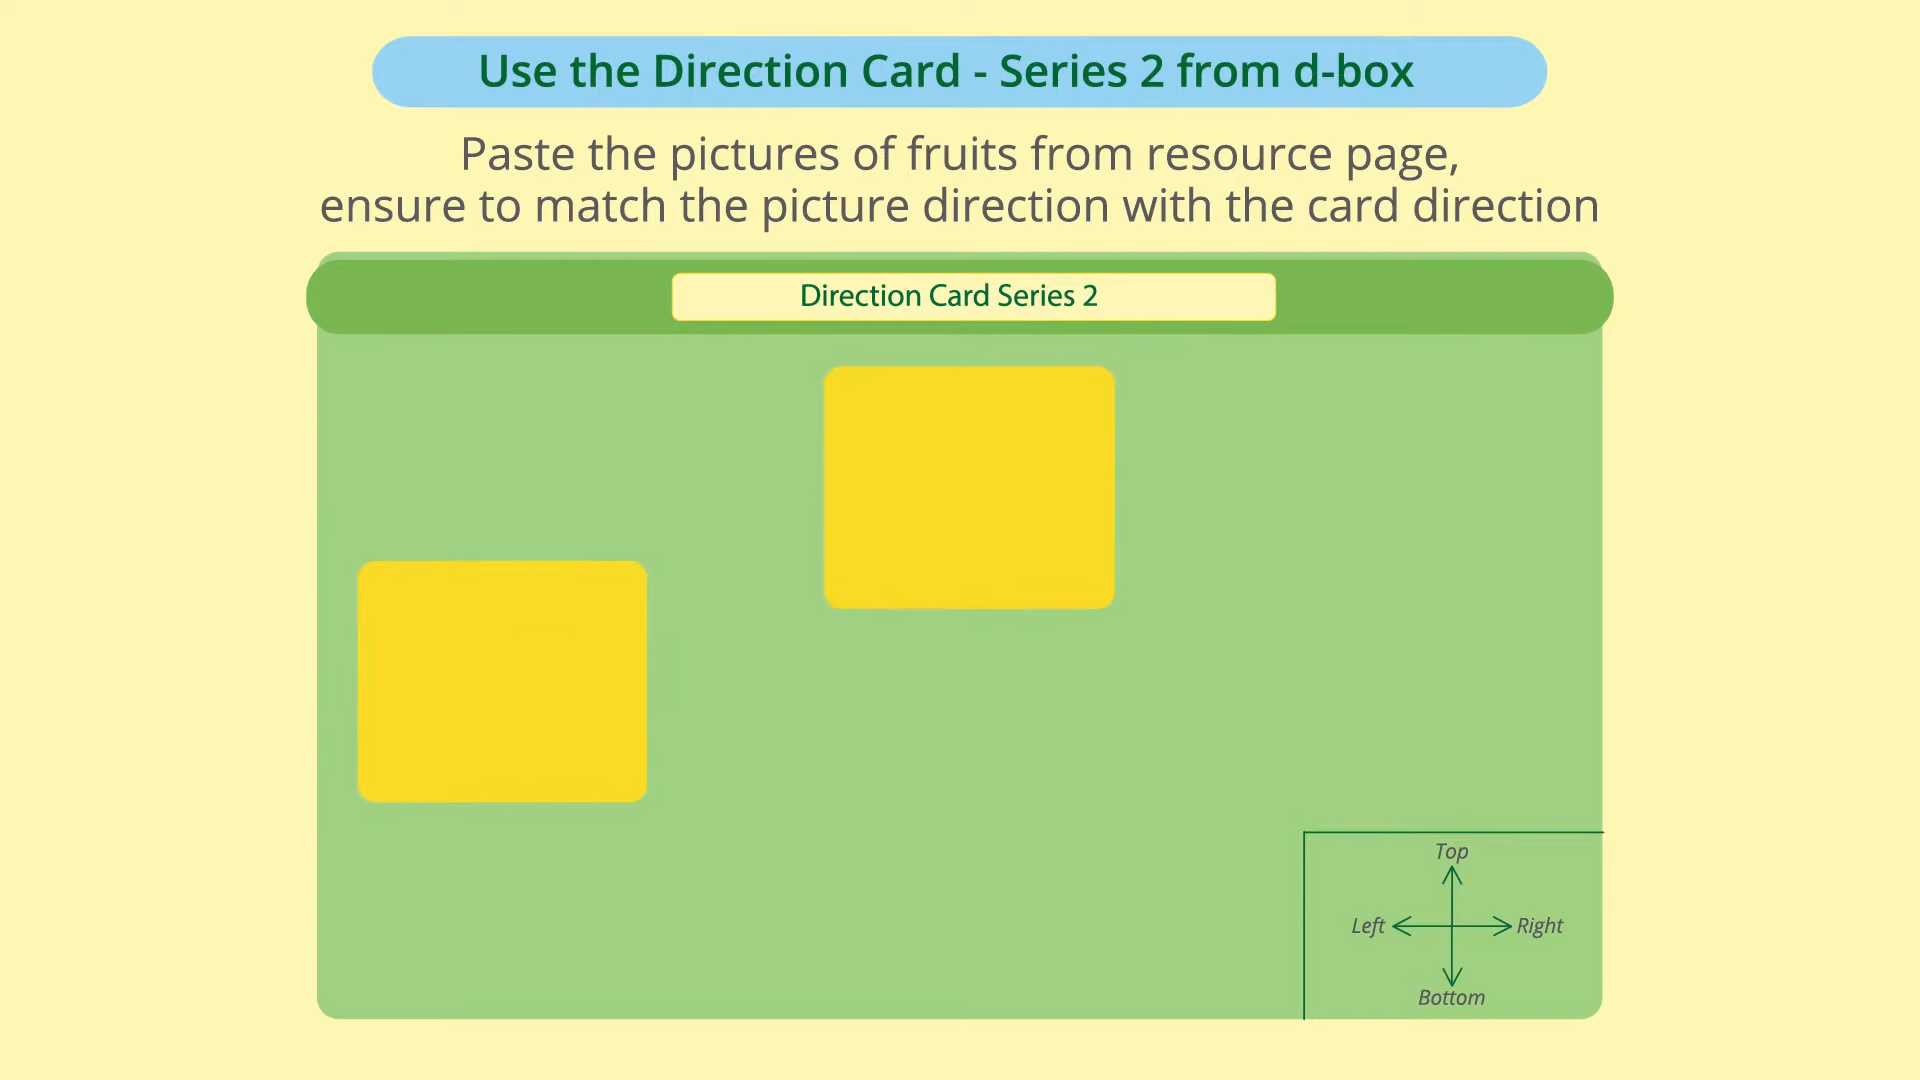 Use the Direction Card - Series 2 from d-box
Paste the pictures of fruits from resource page,
ensure to match the picture direction with the card direction
Direction Card Series 2
Top
Left
Right
Bottom